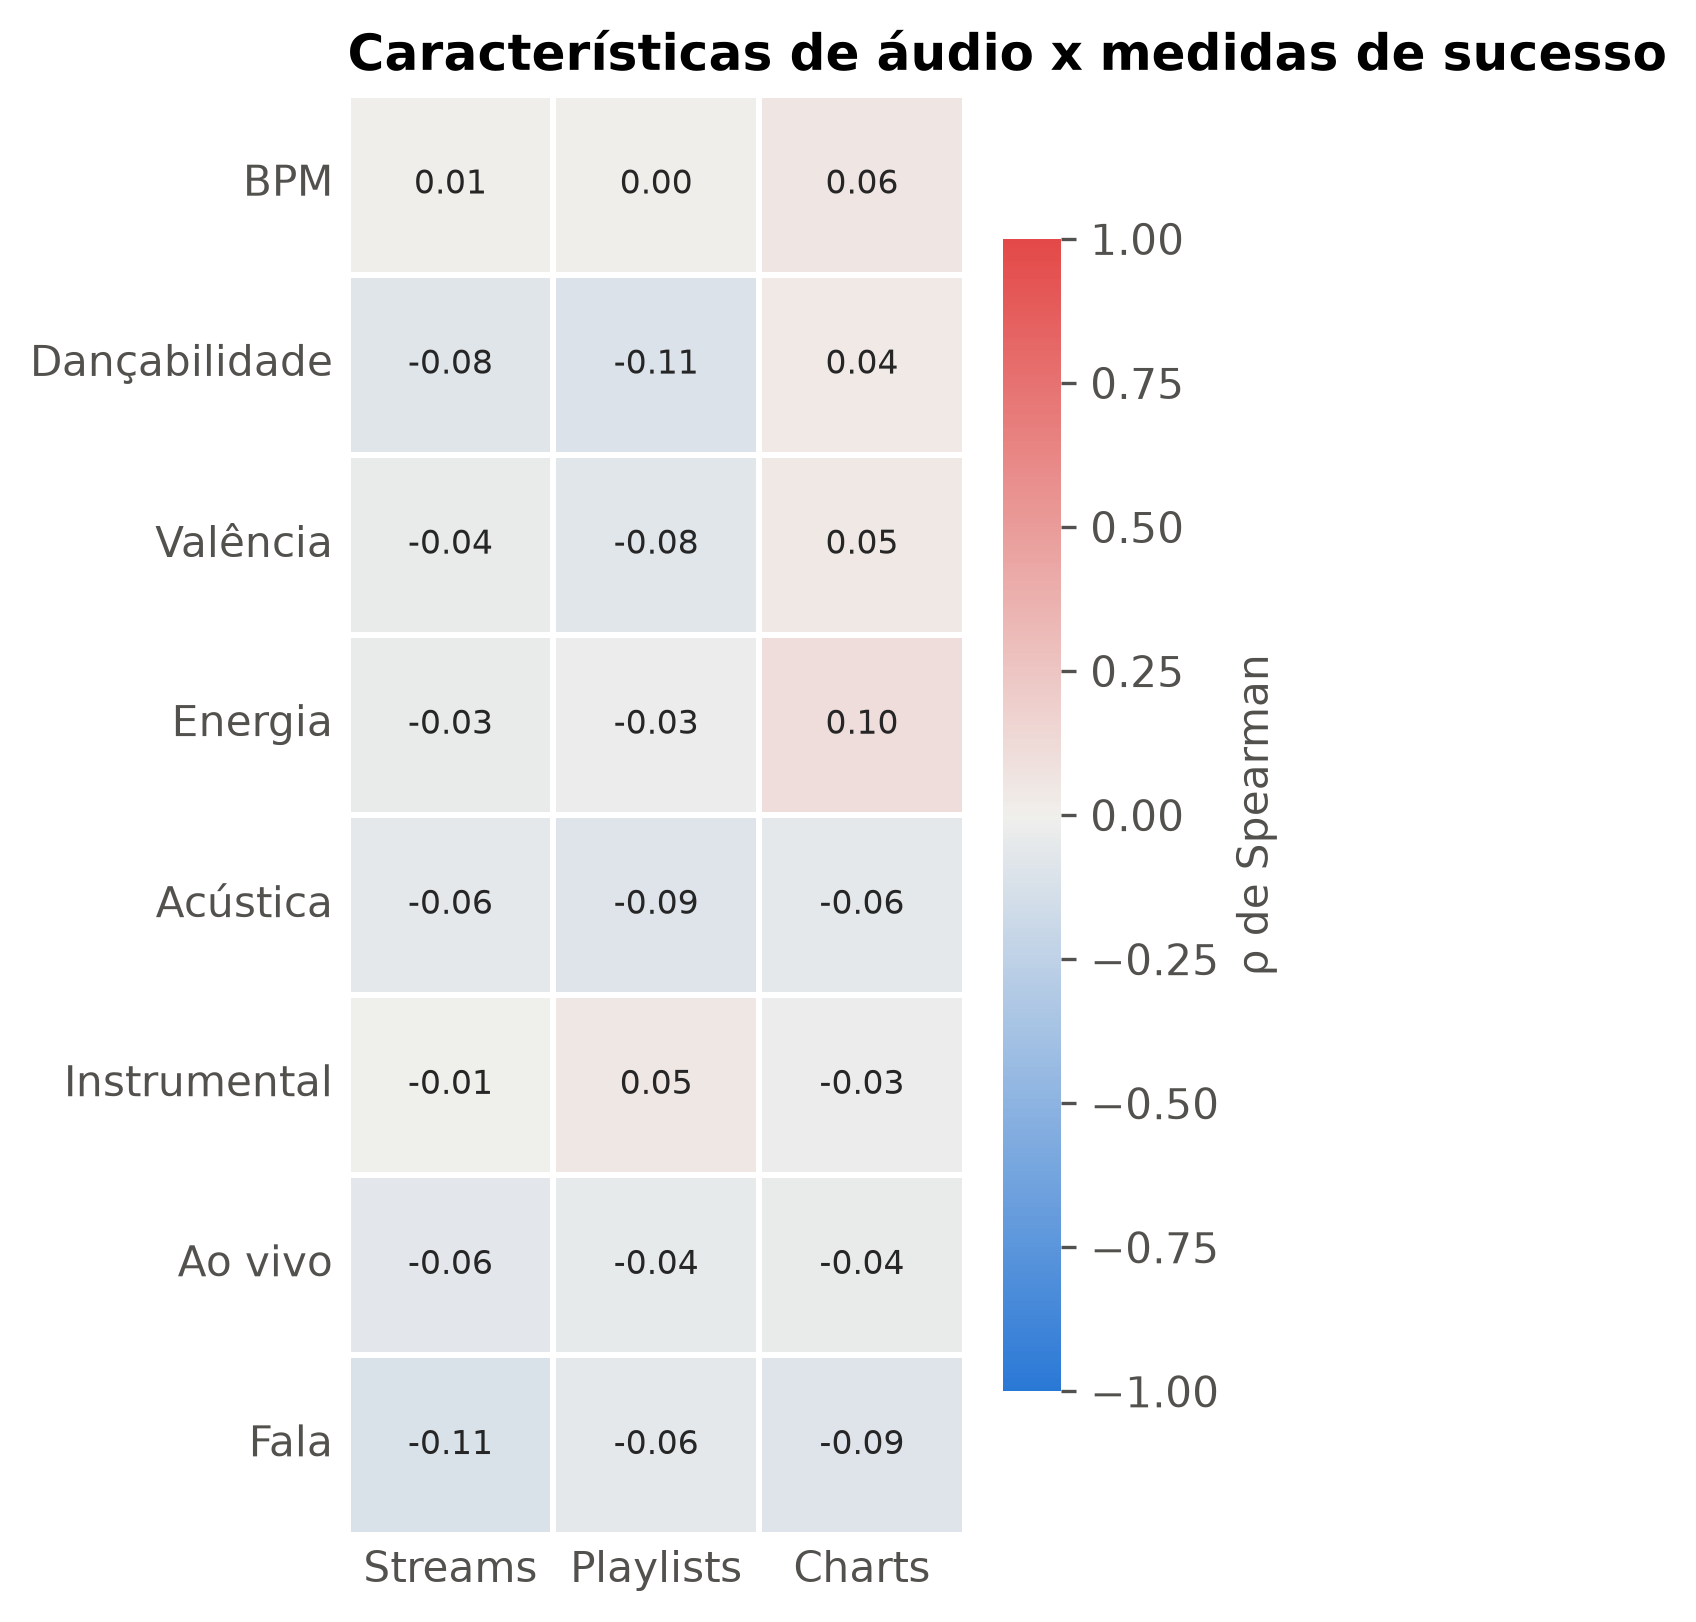 Características de áudio x medidas de sucesso
BPM 0.01 0.00 0.06
Dançabilidade -0.08 -0.11 0.04
Valência -0.04 -0.08 0.05
Energia -0.03 -0.03 0.10
Acústica -0.06 -0.09 -0.06
Instrumental -0.01 0.05 -0.03
Ao vivo -0.06 -0.04 -0.04
Fala -0.11 -0.06 -0.09
Streams Playlists Charts
1.00
0.75
0.50
0.25
0.00
−0.25
−0.50
−0.75
−1.00
ρ de Spearman